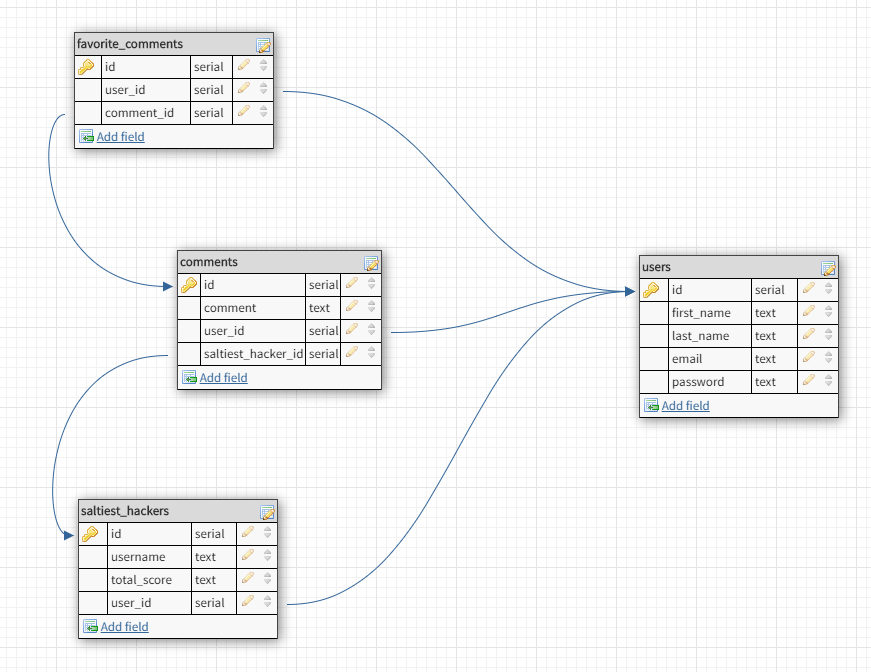 favorite_comments
id serial
user_id serial
comment_id serial
Add field
comments
id serial
comment text
user_id serial
saltiest_hacker_id serial
Add field
users
id serial
first_name text
last_name text
email text
password text
Add field
saltiest_hackers
id serial
username text
total_score text
user_id serial
Add field